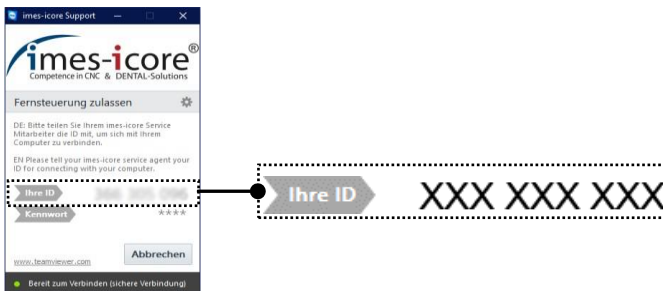 imes-icore Support
imes-icore®
Competence in CNC & DENTAL-Solutions
Fernsteuerung zulassen
DE: Bitte teilen Sie Ihrem imes-icore Service
Mitarbeiter die ID mit, um sich mit Ihrem
Computer zu verbinden.
EN Please tell your imes-icore service agent your
ID for connecting with your computer.
Ihre ID
Kennwort ****
Abbrechen
www.teamviewer.com
Bereit zum Verbinden (sichere Verbindung)
Ihre ID XXX XXX XXX